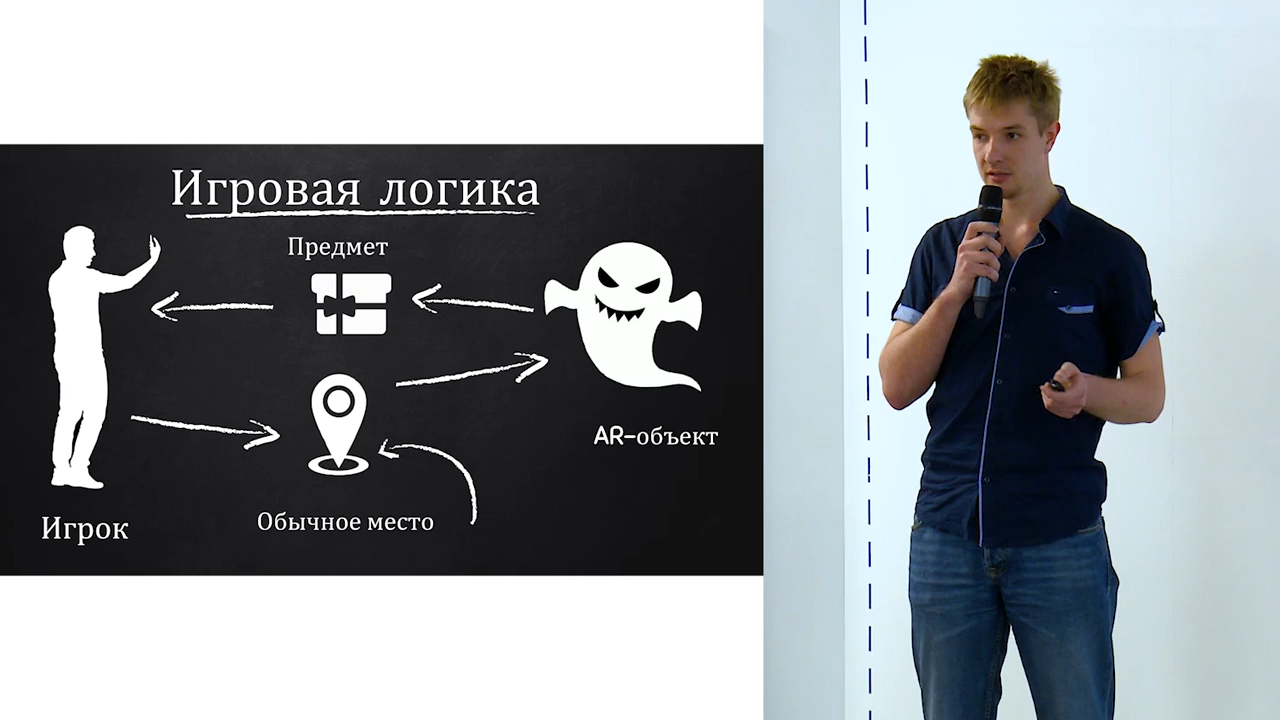 Игровая логика
Предмет
AR-объект
Обычное место
Игрок